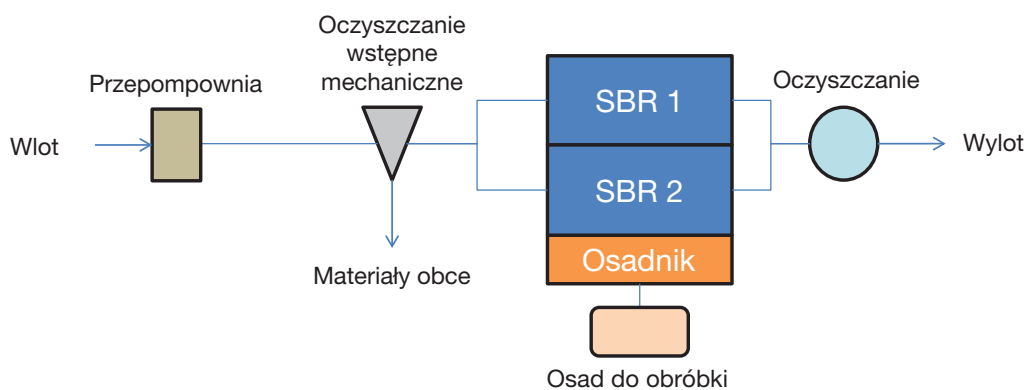 Wlot
Przepompownia
Oczyszczanie
wstępne
mechaniczne
Materiały obce
SBR 1
SBR 2
Osadnik
Osad do obróbki
Oczyszczanie
Wylot